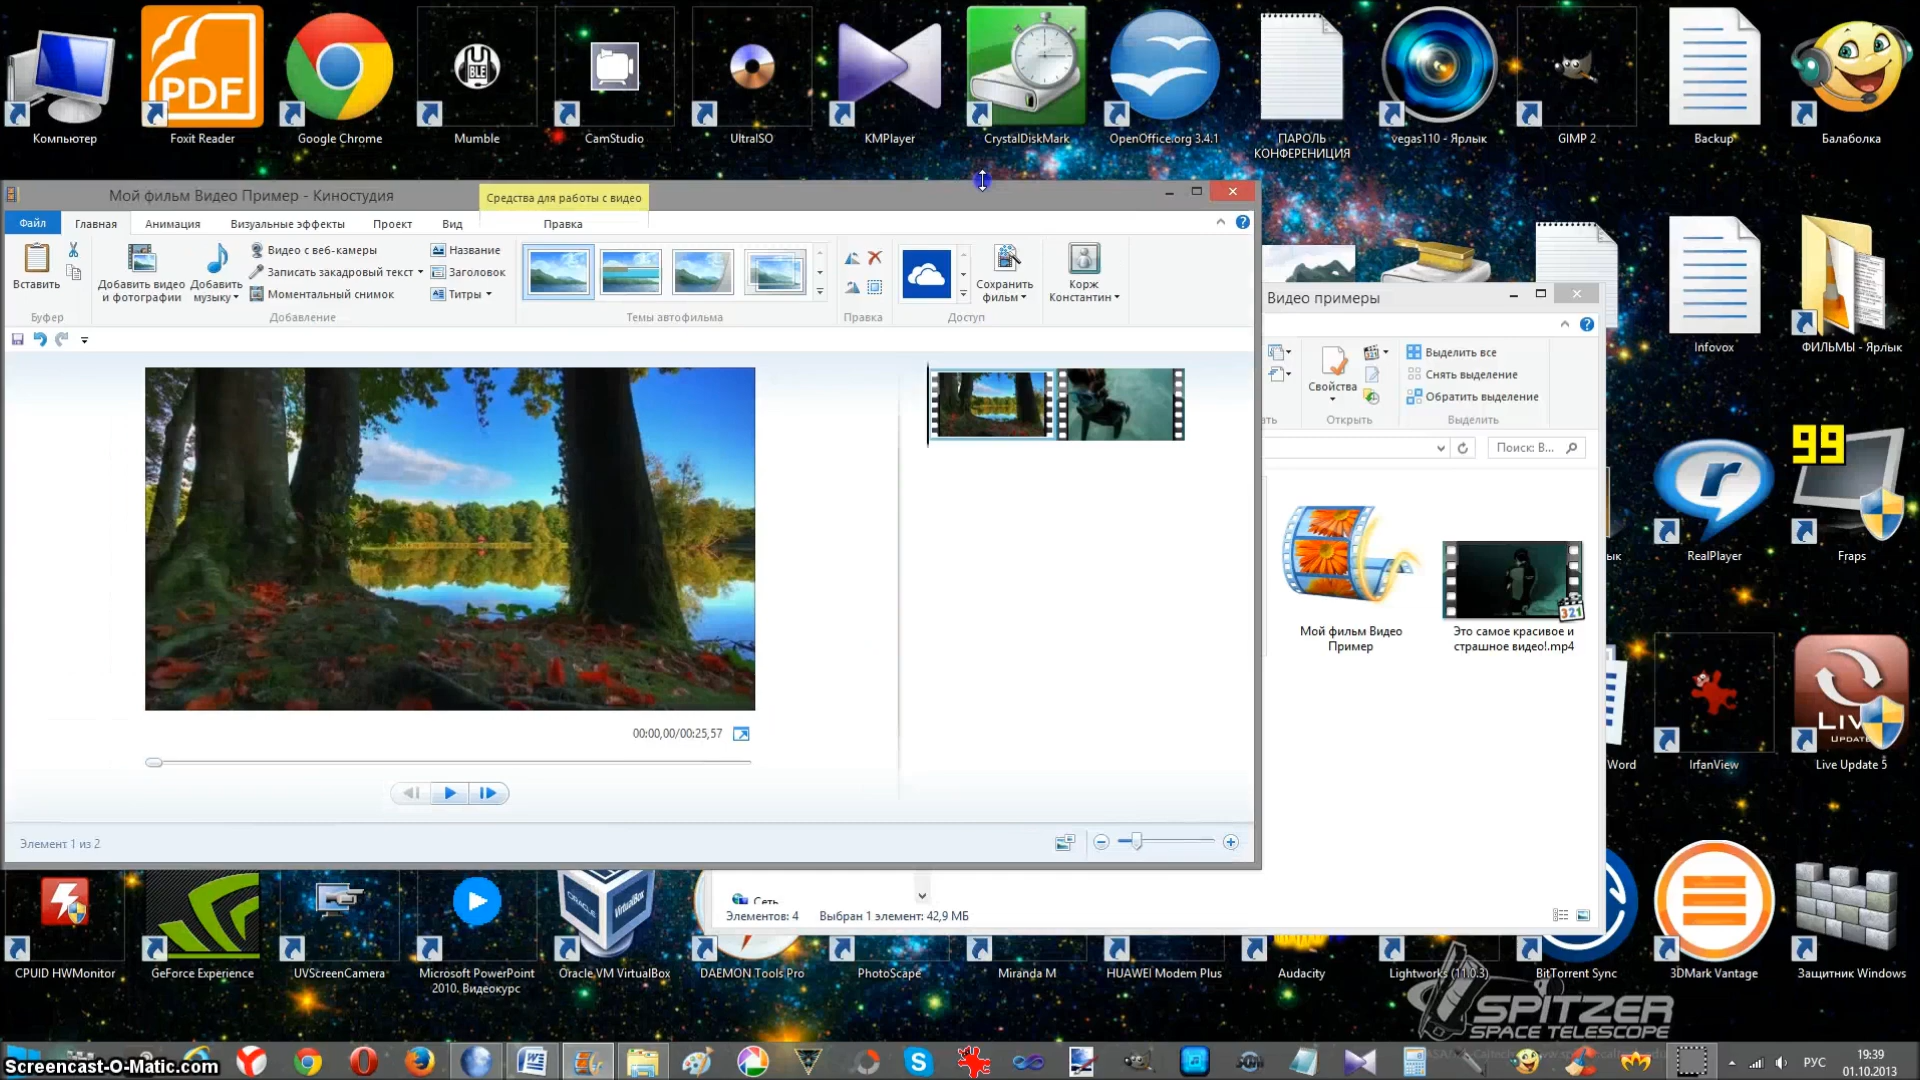 Компьютер
PDF
Foxit Reader
Google Chrome
Mumble
CamStudio
UltraISO
KMPlayer
CrystalDiskMark
OpenOffice.org 3.4.1
ПАРОЛЬ
КОНФЕРЕНИЦИЯ
vegas110 - Ярлык
GIMP 2
Backup
Балаболка
Мой фильм Видео Пример - Киностудия
Средства для работы с видео
Файл
Главная
Анимация
Визуальные эффекты
Проект
Вид
Правка
Вставить
Буфер
Добавить видео
и фотографии
Добавить
музыку
Видео с веб-камеры
Записать закадровый текст
Моментальный снимок
Добавление
Название
Заголовок
Титры
Темы автофильма
Правка
Сохранить
фильм
Доступ
Корж
Константин
00:00,00/00:25,57
Элемент 1 из 2
Видео примеры
Свойства
Открыть
Выделить все
Снять выделение
Обратить выделение
Выделить
Поиск: В...
Мой фильм Видео
Пример
321
Это самое красивое и
страшное видео!.mp4
Сеть
Элементов: 4
Выбран 1 элемент: 42,9 МБ
Infovox
ФИЛЬМЫ - Ярлык
RealPlayer
99
Fraps
Word
IrfanView
Live Update 5
CPUID HWMonitor
GeForce Experience
UVScreenCamera
Microsoft PowerPoint
2010. Видеокурс
Oracle VM VirtualBox
DAEMON Tools Pro
PhotoScape
Miranda M
HUAWEI Modem Plus
Audacity
Lightworks (11.0.3)
BitTorrent Sync
3DMark Vantage
Защитник Windows
SPITZER
SPACE TELESCOPE
Screencast-O-Matic.com
РУС
19:39
01.10.2013